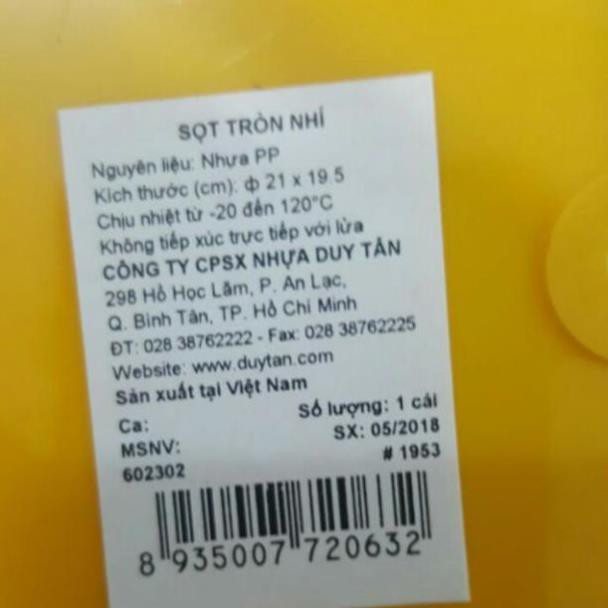 SỌT TRÒN NHÍ
Nguyên liệu: Nhựa PP
Kích thước (cm): ф 21 x 19.5
Chịu nhiệt từ -20 đến 120°C
Không tiếp xúc trực tiếp với lửa
CÔNG TY CPSX NHỰA DUY TÂN
298 Hồ Học Lãm, P. An Lạc,
Q. Bình Tân, TP. Hồ Chí Minh
ĐT: 028 38762222 - Fax: 028 38762225
Website: www.duytan.com
Sản xuất tại Việt Nam
Ca: Số lượng: 1 cái
MSNV: SX: 05/2018
602302 # 1953
8 935007 720632